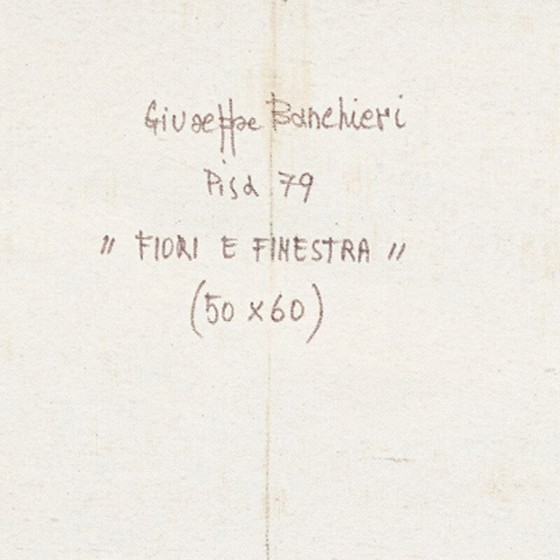 Giuseppe Banchieri
Pisa 79
" FIORI E FINESTRA "
(50 x 60)